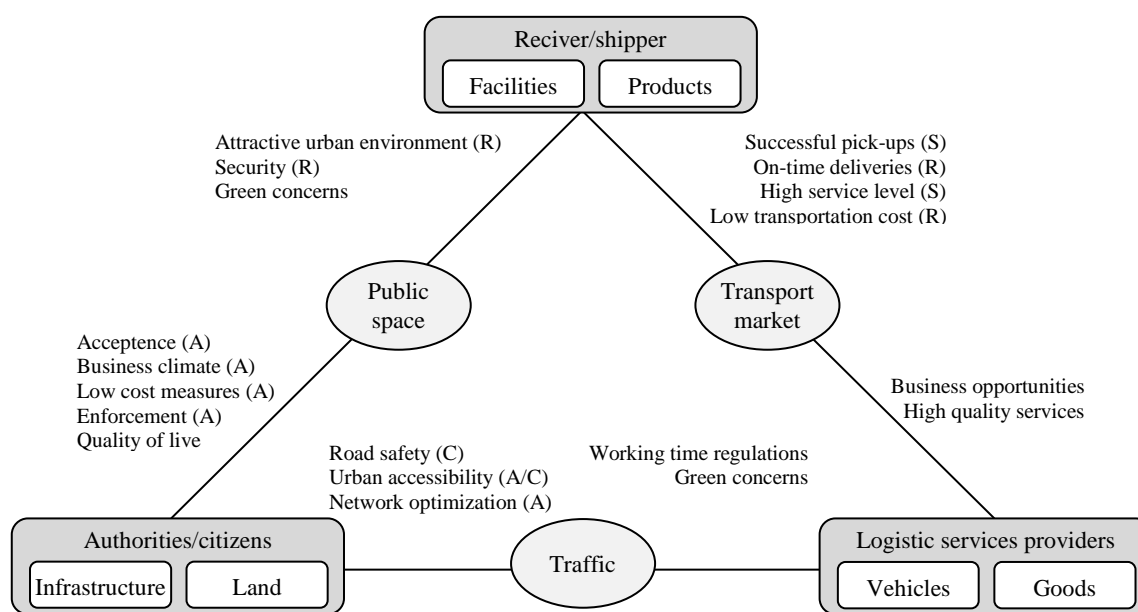 Reciver/shipper
Facilities
Products
Attractive urban environment (R)
Security (R)
Green concerns
Successful pick-ups (S)
On-time deliveries (R)
High service level (S)
Low transportation cost (R)
Public
space
Transport
market
Acceptence (A)
Business climate (A)
Low cost measures (A)
Enforcement (A)
Quality of live
Business opportunities
High quality services
Road safety (C)
Urban accessibility (A/C)
Network optimization (A)
Working time regulations
Green concerns
Authorities/citizens
Infrastructure
Land
Traffic
Logistic services providers
Vehicles
Goods